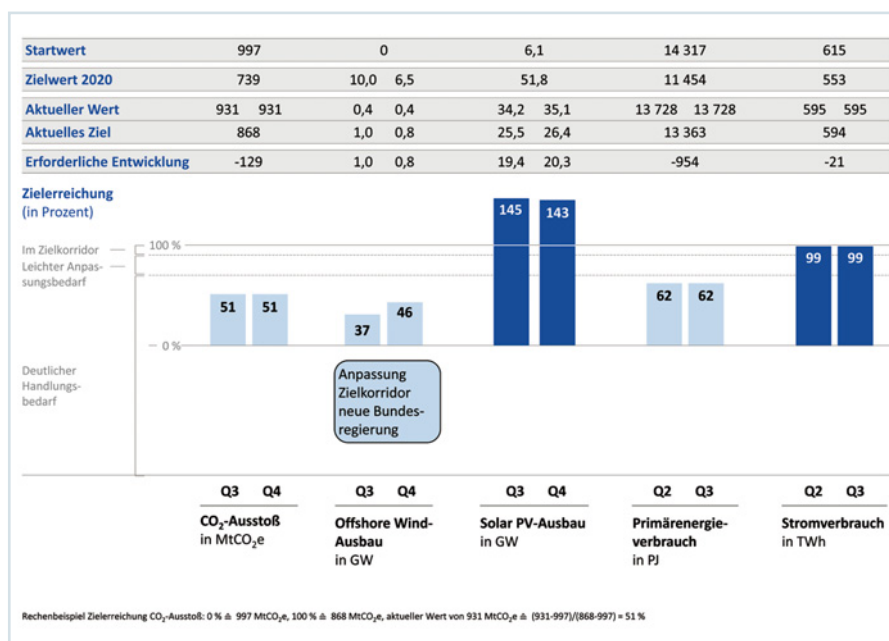 Startwert 997 0 6,1 14 317 615
Zielwert 2020 739 10,0 6,5 51,8 11 454 553
Aktueller Wert 931 931 0,4 0,4 34,2 35,1 13 728 13 728 595 595
Aktuelles Ziel 868 1,0 0,8 25,5 26,4 13 363 594
Erforderliche Entwicklung -129 1,0 0,8 19,4 20,3 -954 -21
Zielerreichung
(in Prozent)
145 143
Im Zielkorridor 100 %
Leichter Anpas-
sungsbedarf
99 99
62 62
51 51
46
37
0 %
Deutlicher
Handlungs-
bedarf
Anpassung
Zielkorridor
neue Bundes-
regierung
Q3 Q4 Q3 Q4 Q3 Q4 Q2 Q3 Q2 Q3
CO₂-Ausstoß
in MtCO₂e
Offshore Wind-
Ausbau
in GW
Solar PV-Ausbau
in GW
Primärenergie-
verbrauch
in PJ
Stromverbrauch
in TWh
Rechenbeispiel Zielerreichung CO₂-Ausstoß: 0 % ≙ 997 MtCO₂e, 100 % ≙ 868 MtCO₂e, aktueller Wert von 931 MtCO₂e ≙ (931-997)/(868-997) = 51 %